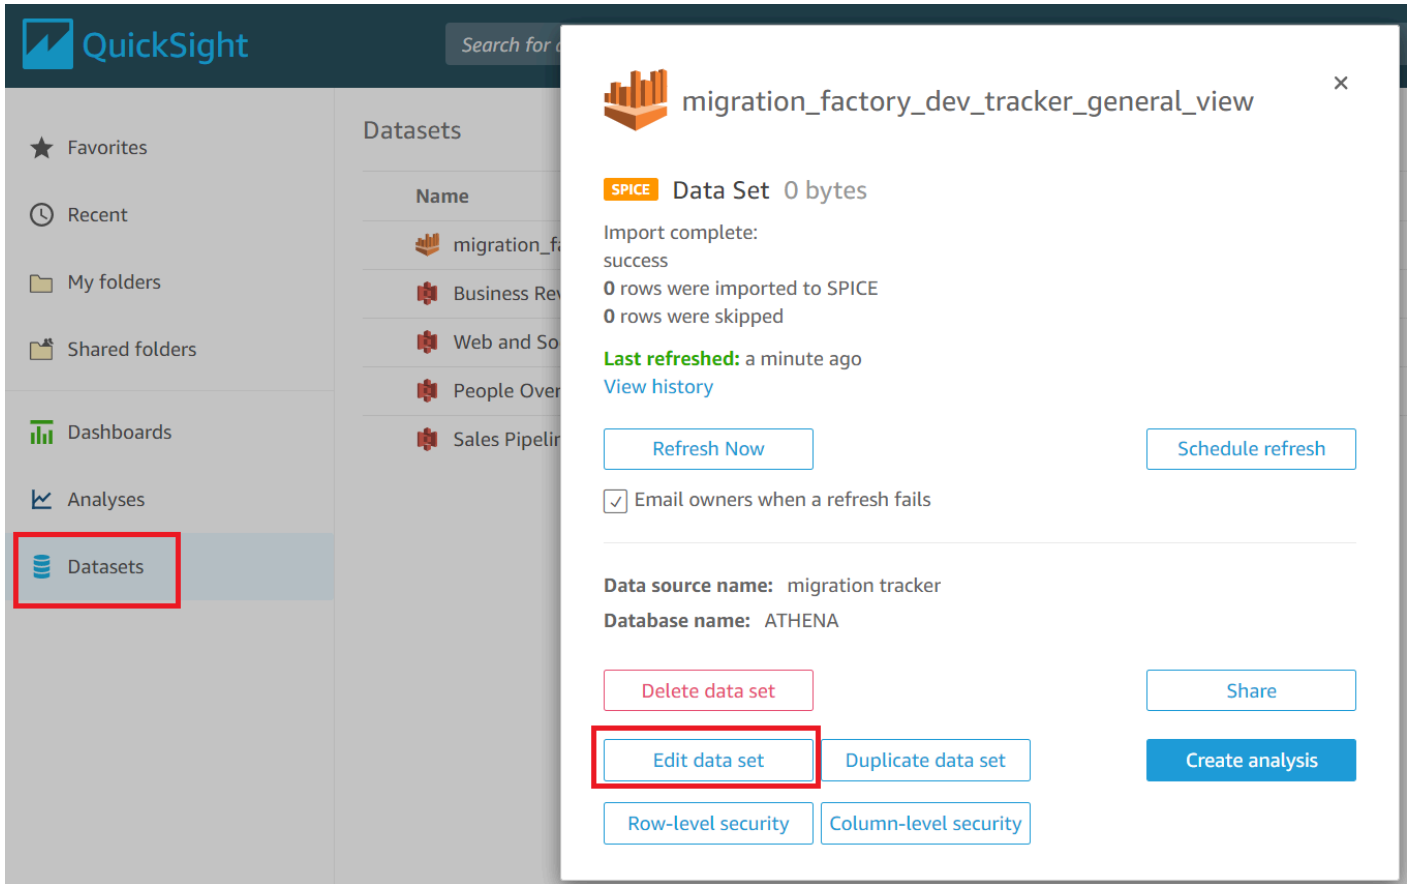 QuickSight
Search for
Favorites
Recent
My folders
Shared folders
Dashboards
Analyses
Datasets
Datasets
Name
migration_fa
Business Rev
Web and So
People Over
Sales Pipelin
migration_factory_dev_tracker_general_view
SPICE Data Set 0 bytes
Import complete:
success
0 rows were imported to SPICE
0 rows were skipped
Last refreshed: a minute ago
View history
Refresh Now Schedule refresh
Email owners when a refresh fails
Data source name: migration tracker
Database name: ATHENA
Delete data set Share
Edit data set Duplicate data set Create analysis
Row-level security Column-level security